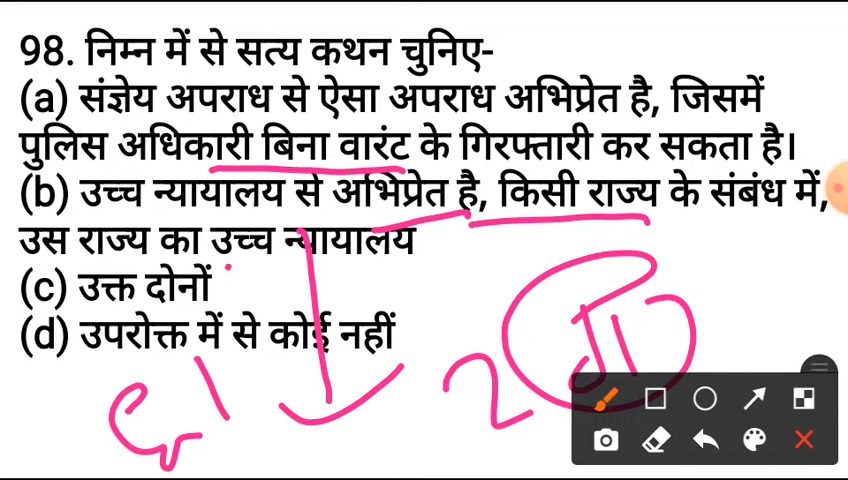 98. निम्न में से सत्य कथन चुनिए-
(a) संज्ञेय अपराध से ऐसा अपराध अभिप्रेत है, जिसमें
पुलिस अधिकारी बिना वारंट के गिरफ्तारी कर सकता है।
(b) उच्च न्यायालय से अभिप्रेत है, किसी राज्य के संबंध में,
उस राज्य का उच्च न्यायालय
(c) उक्त दोनों
(d) उपरोक्त में से कोई नहीं